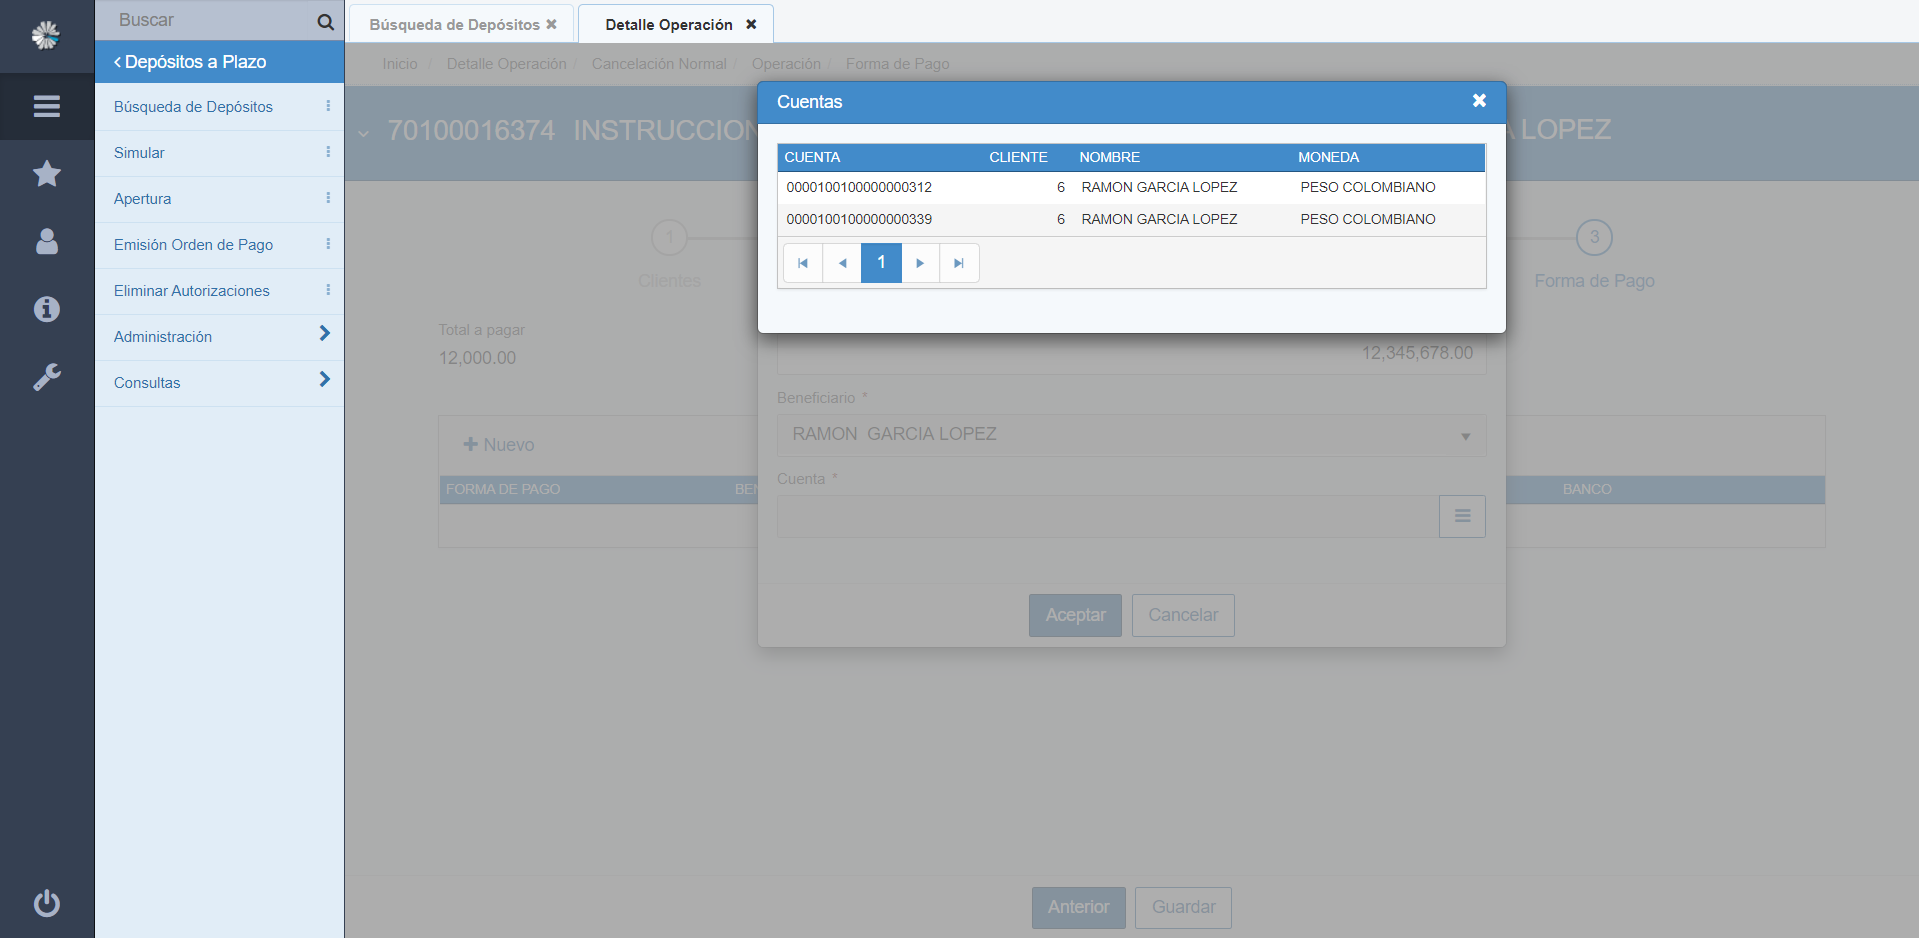 Buscar
Depósitos a Plazo
Búsqueda de Depósitos
Simular
Apertura
Emisión Orden de Pago
Eliminar Autorizaciones
Administración
Consultas
Búsqueda de Depósitos
Detalle Operación
Inicio / Detalle Operación / Cancelación Normal / Operación / Forma de Pago
70100016374 INSTRUCCION LOPEZ
Cuentas
CUENTA CLIENTE NOMBRE MONEDA
0000100100000000312 6 RAMON GARCIA LOPEZ PESO COLOMBIANO
0000100100000000339 6 RAMON GARCIA LOPEZ PESO COLOMBIANO
1
1
Clientes
3
Forma de Pago
Total a pagar
12,000.00
12,345,678.00
Beneficiario *
RAMON GARCIA LOPEZ
Cuenta *
Nuevo
FORMA DE PAGO BEN BANCO
Aceptar Cancelar
Anterior Guardar